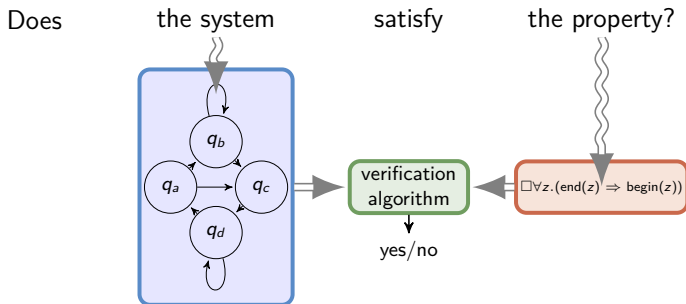 Does the system satisfy the property?
q_b
q_a q_c
q_d
verification
algorithm
□∀z.(end(z) ⇒ begin(z))
yes/no